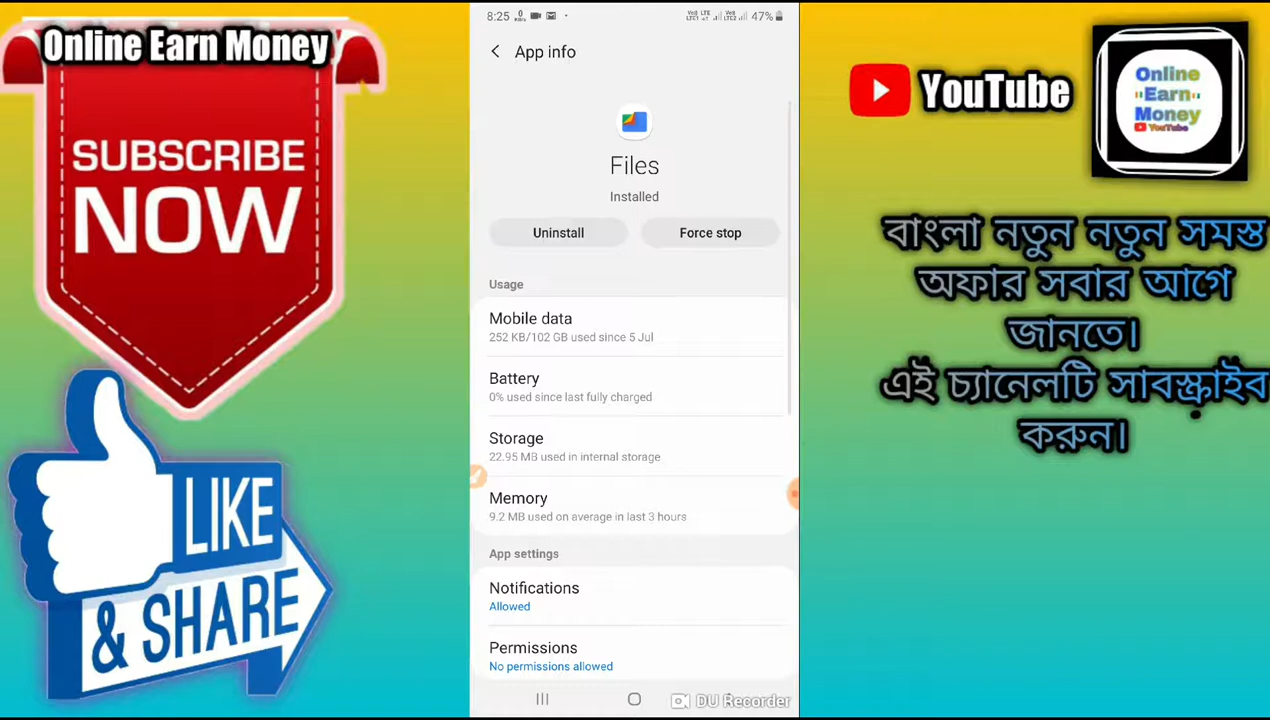 Online Earn Money
SUBSCRIBE
NOW
LIKE
& SHARE
8:25
47%
App info
Files
Installed
Uninstall
Force stop
Usage
Mobile data
252 KB/102 GB used since 5 Jul
Battery
0% used since last fully charged
Storage
22.95 MB used in internal storage
Memory
9.2 MB used on average in last 3 hours
App settings
Notifications
Allowed
Permissions
No permissions allowed
DU Recorder
YouTube
Online
Earn
Money
YouTube
বাংলা নতুন নতুন সমস্ত
অফার সবার আগে
জানতে।
এই চ্যানেলটি সাবস্ক্রাইব
করুন।